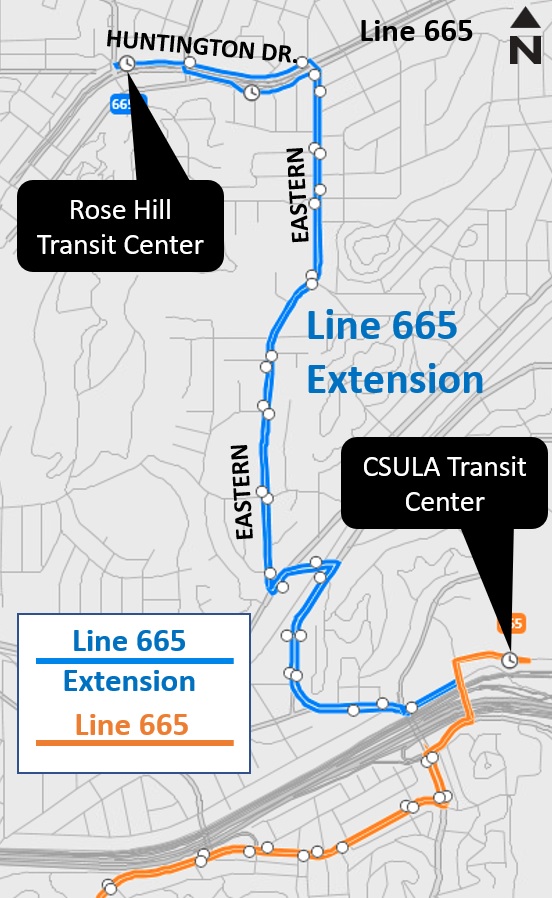 Line 665
N
HUNTINGTON DR.
665
Rose Hill
Transit Center
EASTERN
Line 665
Extension
EASTERN
CSULA Transit
Center
Line 665
Extension
Line 665